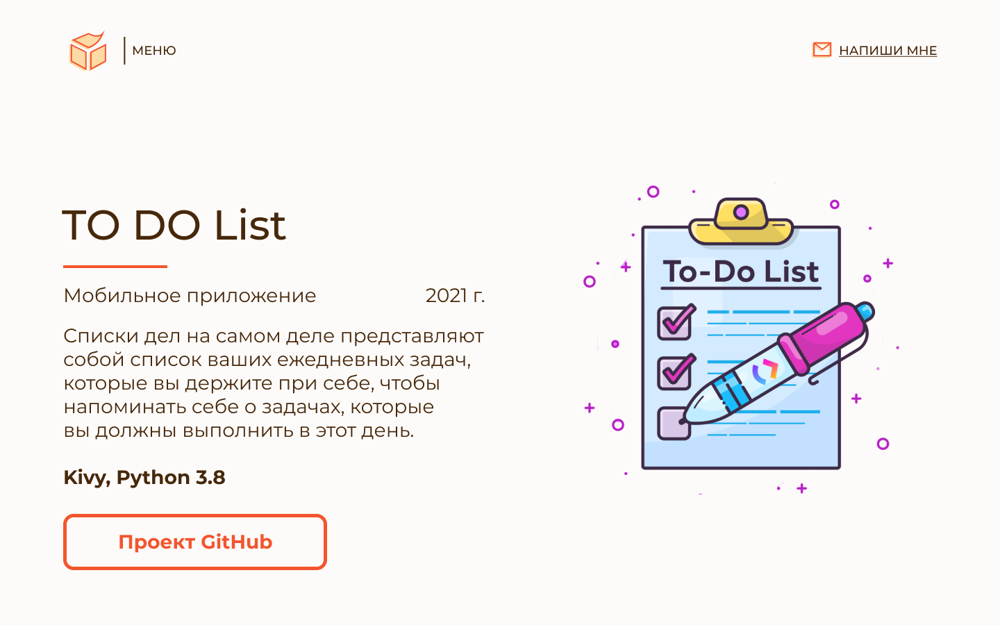 МЕНЮ
НАПИШИ МНЕ
TO DO List
Мобильное приложение
2021 г.
Списки дел на самом деле представляют
собой список ваших ежедневных задач,
которые вы держите при себе, чтобы
напоминать себе о задачах, которые
вы должны выполнить в этот день.
Kivy, Python 3.8
Проект GitHub
To-Do List